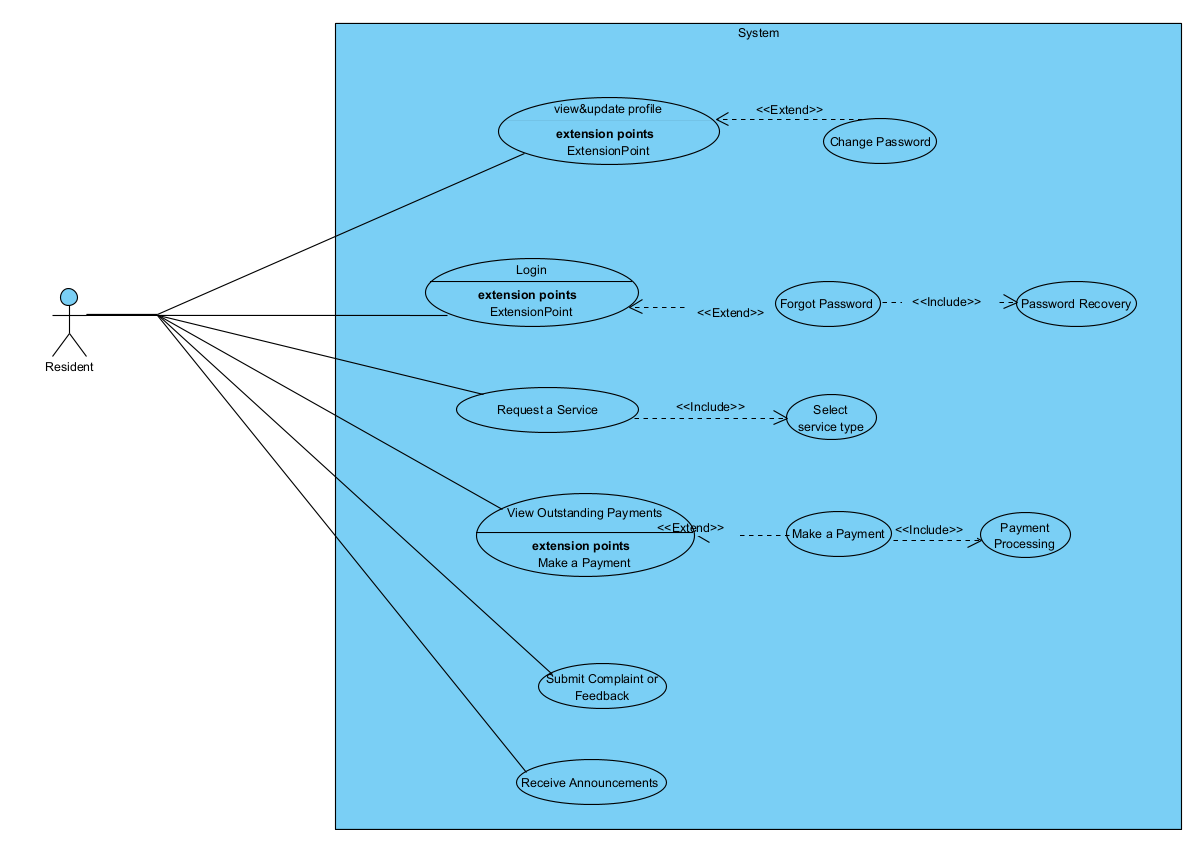 System
view&update profile
extension points
ExtensionPoint
<<Extend>>
Change Password
Resident
Login
extension points
ExtensionPoint
<<Extend>>
Forgot Password
<<Include>>
Password Recovery
Request a Service
<<Include>>
Select
service type
View Outstanding Payments
extension points
Make a Payment
<<Extend>>
Make a Payment
<<Include>>
Payment
Processing
Submit Complaint or
Feedback
Receive Announcements